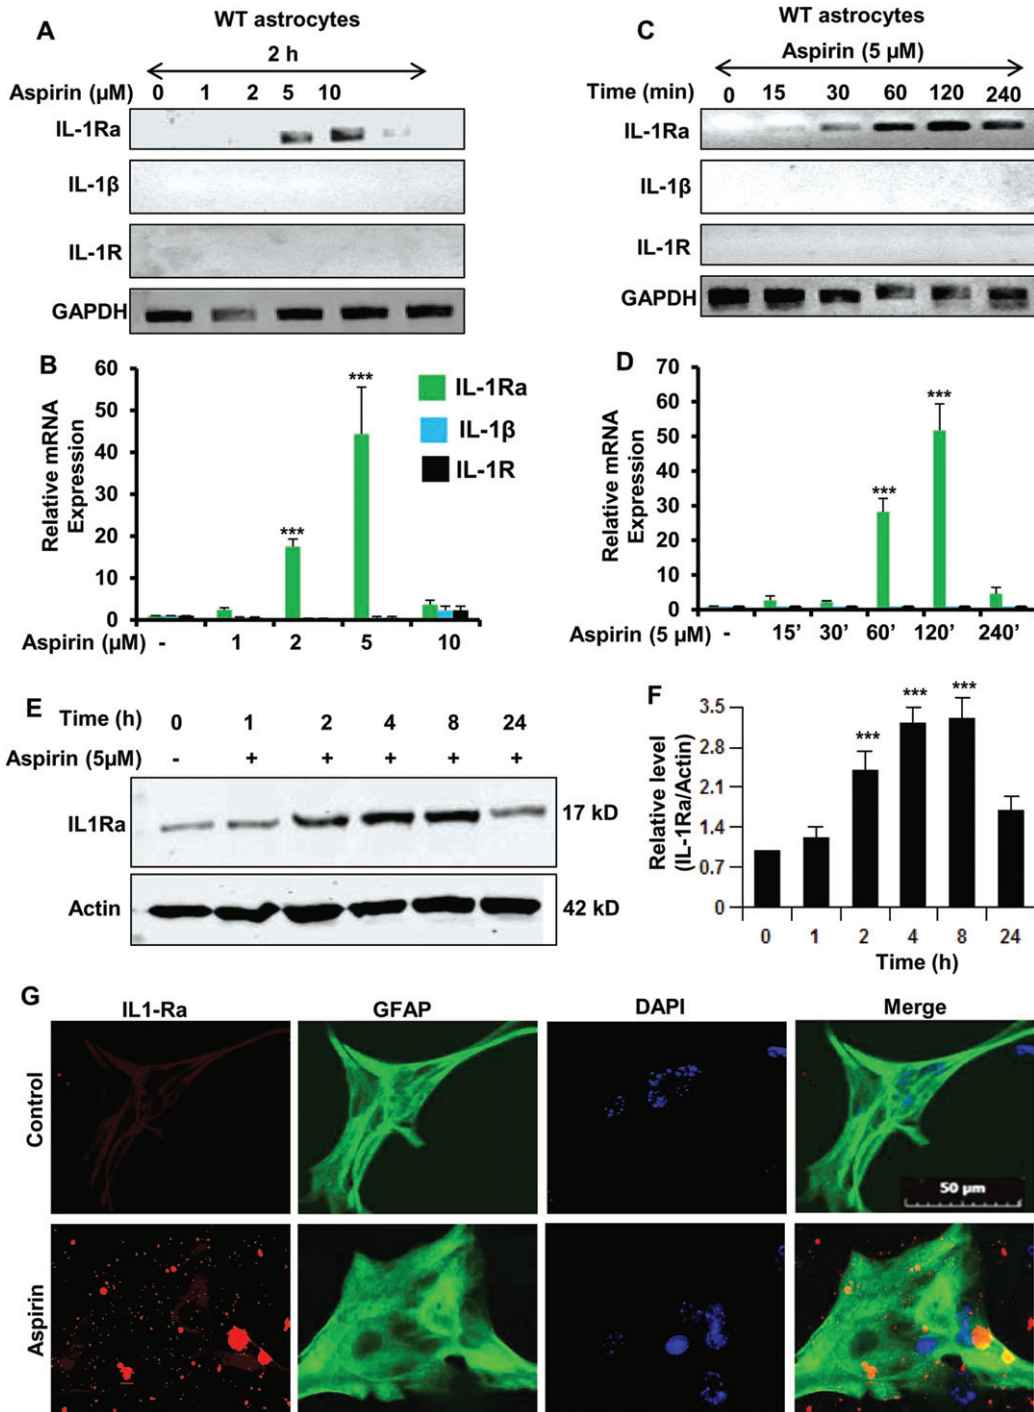 A
WT astrocytes
2 h
Aspirin (µM) 0 1 2 5 10
IL-1Ra
IL-1β
IL-1R
GAPDH
C
WT astrocytes
Aspirin (5 µM)
Time (min) 0 15 30 60 120 240
IL-1Ra
IL-1β
IL-1R
GAPDH
B
Relative mRNA
Expression
60
50
40
30
20
10
0
***
***
IL-1Ra
IL-1β
IL-1R
Aspirin (µM) - 1 2 5 10
D
Relative mRNA
Expression
70
60
50
40
30
20
10
0
***
***
Aspirin (5 µM) - 15’ 30’ 60’ 120’ 240’
E
Time (h) 0 1 2 4 8 24
Aspirin (5µM) - + + + + +
IL1Ra
17 kD
Actin
42 kD
F
Relative level
(IL-1Ra/Actin)
3.5
2.8
2.1
1.4
0.7
0
***
***
***
0 1 2 4 8 24
Time (h)
G
IL1-Ra GFAP DAPI Merge
Control
50 µm
Aspirin